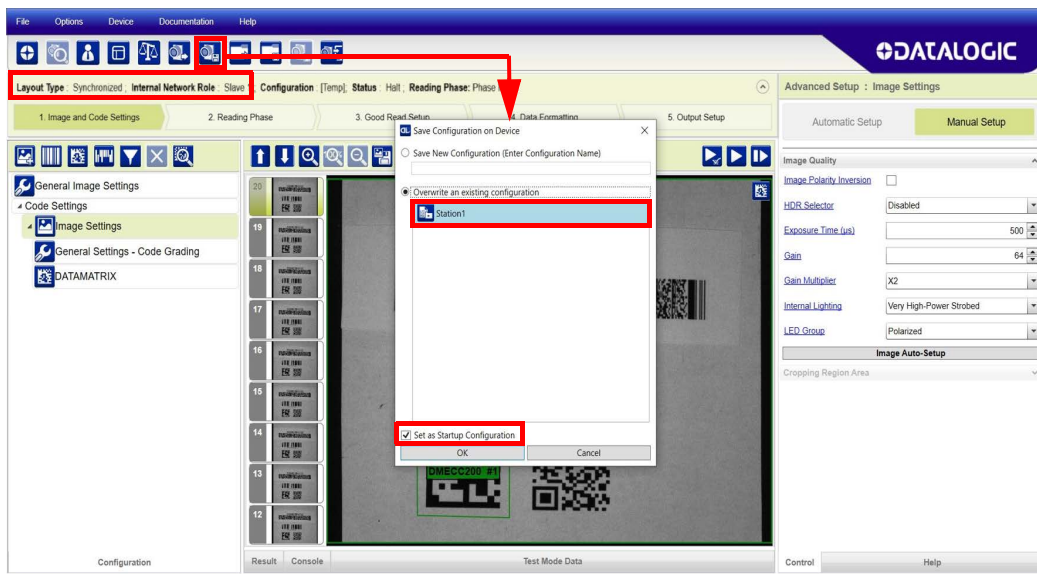 File Options Device Documentation Help
DATALOGIC
Layout Type : Synchronized ; Internal Network Role : Slave 1; Configuration : [Temp]; Status : Halt ; Reading Phase: Phase
Advanced Setup : Image Settings
1. Image and Code Settings 2. Reading Phase 3. Good Read Setup 4. Data Formatting 5. Output Setup
Automatic Setup Manual Setup
Save Configuration on Device
Save New Configuration (Enter Configuration Name)
Overwrite an existing configuration
Station1
Set as Startup Configuration
OK Cancel
General Image Settings
Code Settings
Image Settings
General Settings - Code Grading
DATAMATRIX
20
19
18
17
16
15
14
13
12
DMECC200 #1
Image Quality
Image Polarity Inversion
HDR Selector Disabled
Exposure Time (µs) 500
Gain 64
Gain Multiplier X2
Internal Lighting Very High-Power Strobed
LED Group Polarized
Image Auto-Setup
Cropping Region Area
Configuration Result Console Test Mode Data Control Help